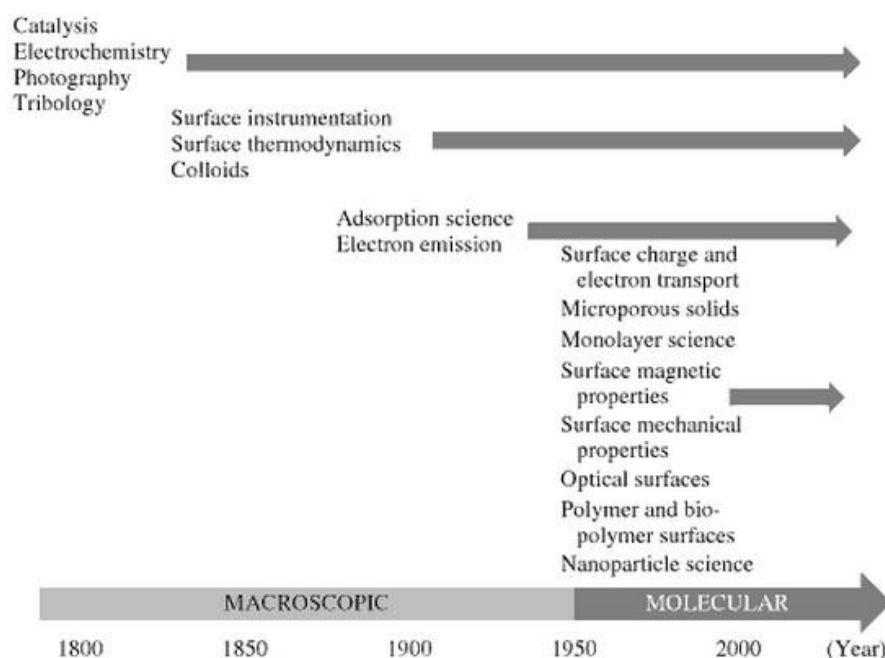 Catalysis
Electrochemistry
Photography
Tribology
Surface instrumentation
Surface thermodynamics
Colloids
Adsorption science
Electron emission
Surface charge and
electron transport
Microporous solids
Monolayer science
Surface magnetic
properties
Surface mechanical
properties
Optical surfaces
Polymer and bio-
polymer surfaces
Nanoparticle science
MACROSCOPIC MOLECULAR
1800 1850 1900 1950 2000 (Year)